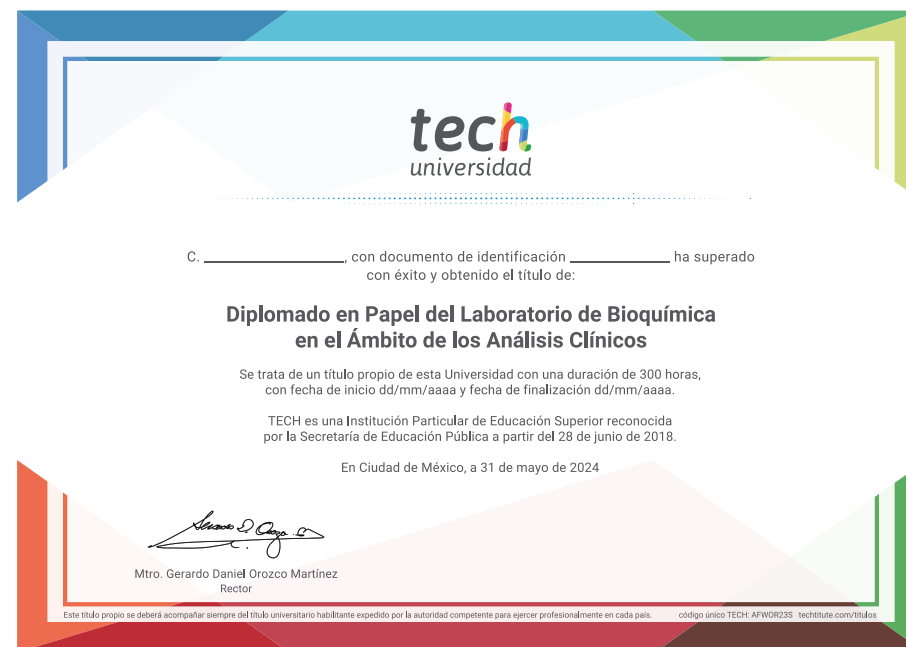 tech
universidad
C. ____________________, con documento de identificación ______________ ha superado
con éxito y obtenido el título de:
Diplomado en Papel del Laboratorio de Bioquímica
en el Ámbito de los Análisis Clínicos
Se trata de un título propio de esta Universidad con una duración de 300 horas,
con fecha de inicio dd/mm/aaaa y fecha de finalización dd/mm/aaaa.
TECH es una Institución Particular de Educación Superior reconocida
por la Secretaría de Educación Pública a partir del 28 de junio de 2018.
En Ciudad de México, a 31 de mayo de 2024
Mtro. Gerardo Daniel Orozco Martínez
Rector
Este título propio se deberá acompañar siempre del título universitario habilitante expedido por la autoridad competente para ejercer profesionalmente en cada país. código único TECH: AFWOR23S techtitute.com/titulos